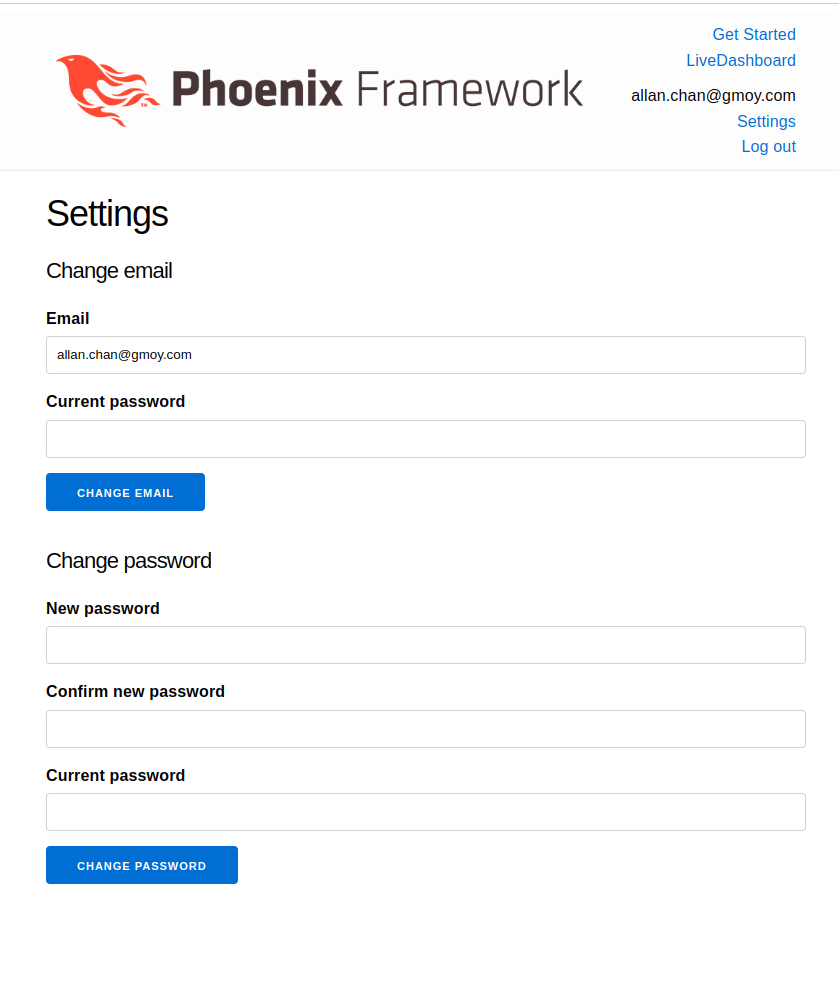 Get Started
LiveDashboard
Phoenix Framework
TM
allan.chan@gmoy.com
Settings
Log out
Settings
Change email
Email
allan.chan@gmoy.com
Current password
CHANGE EMAIL
Change password
New password
Confirm new password
Current password
CHANGE PASSWORD